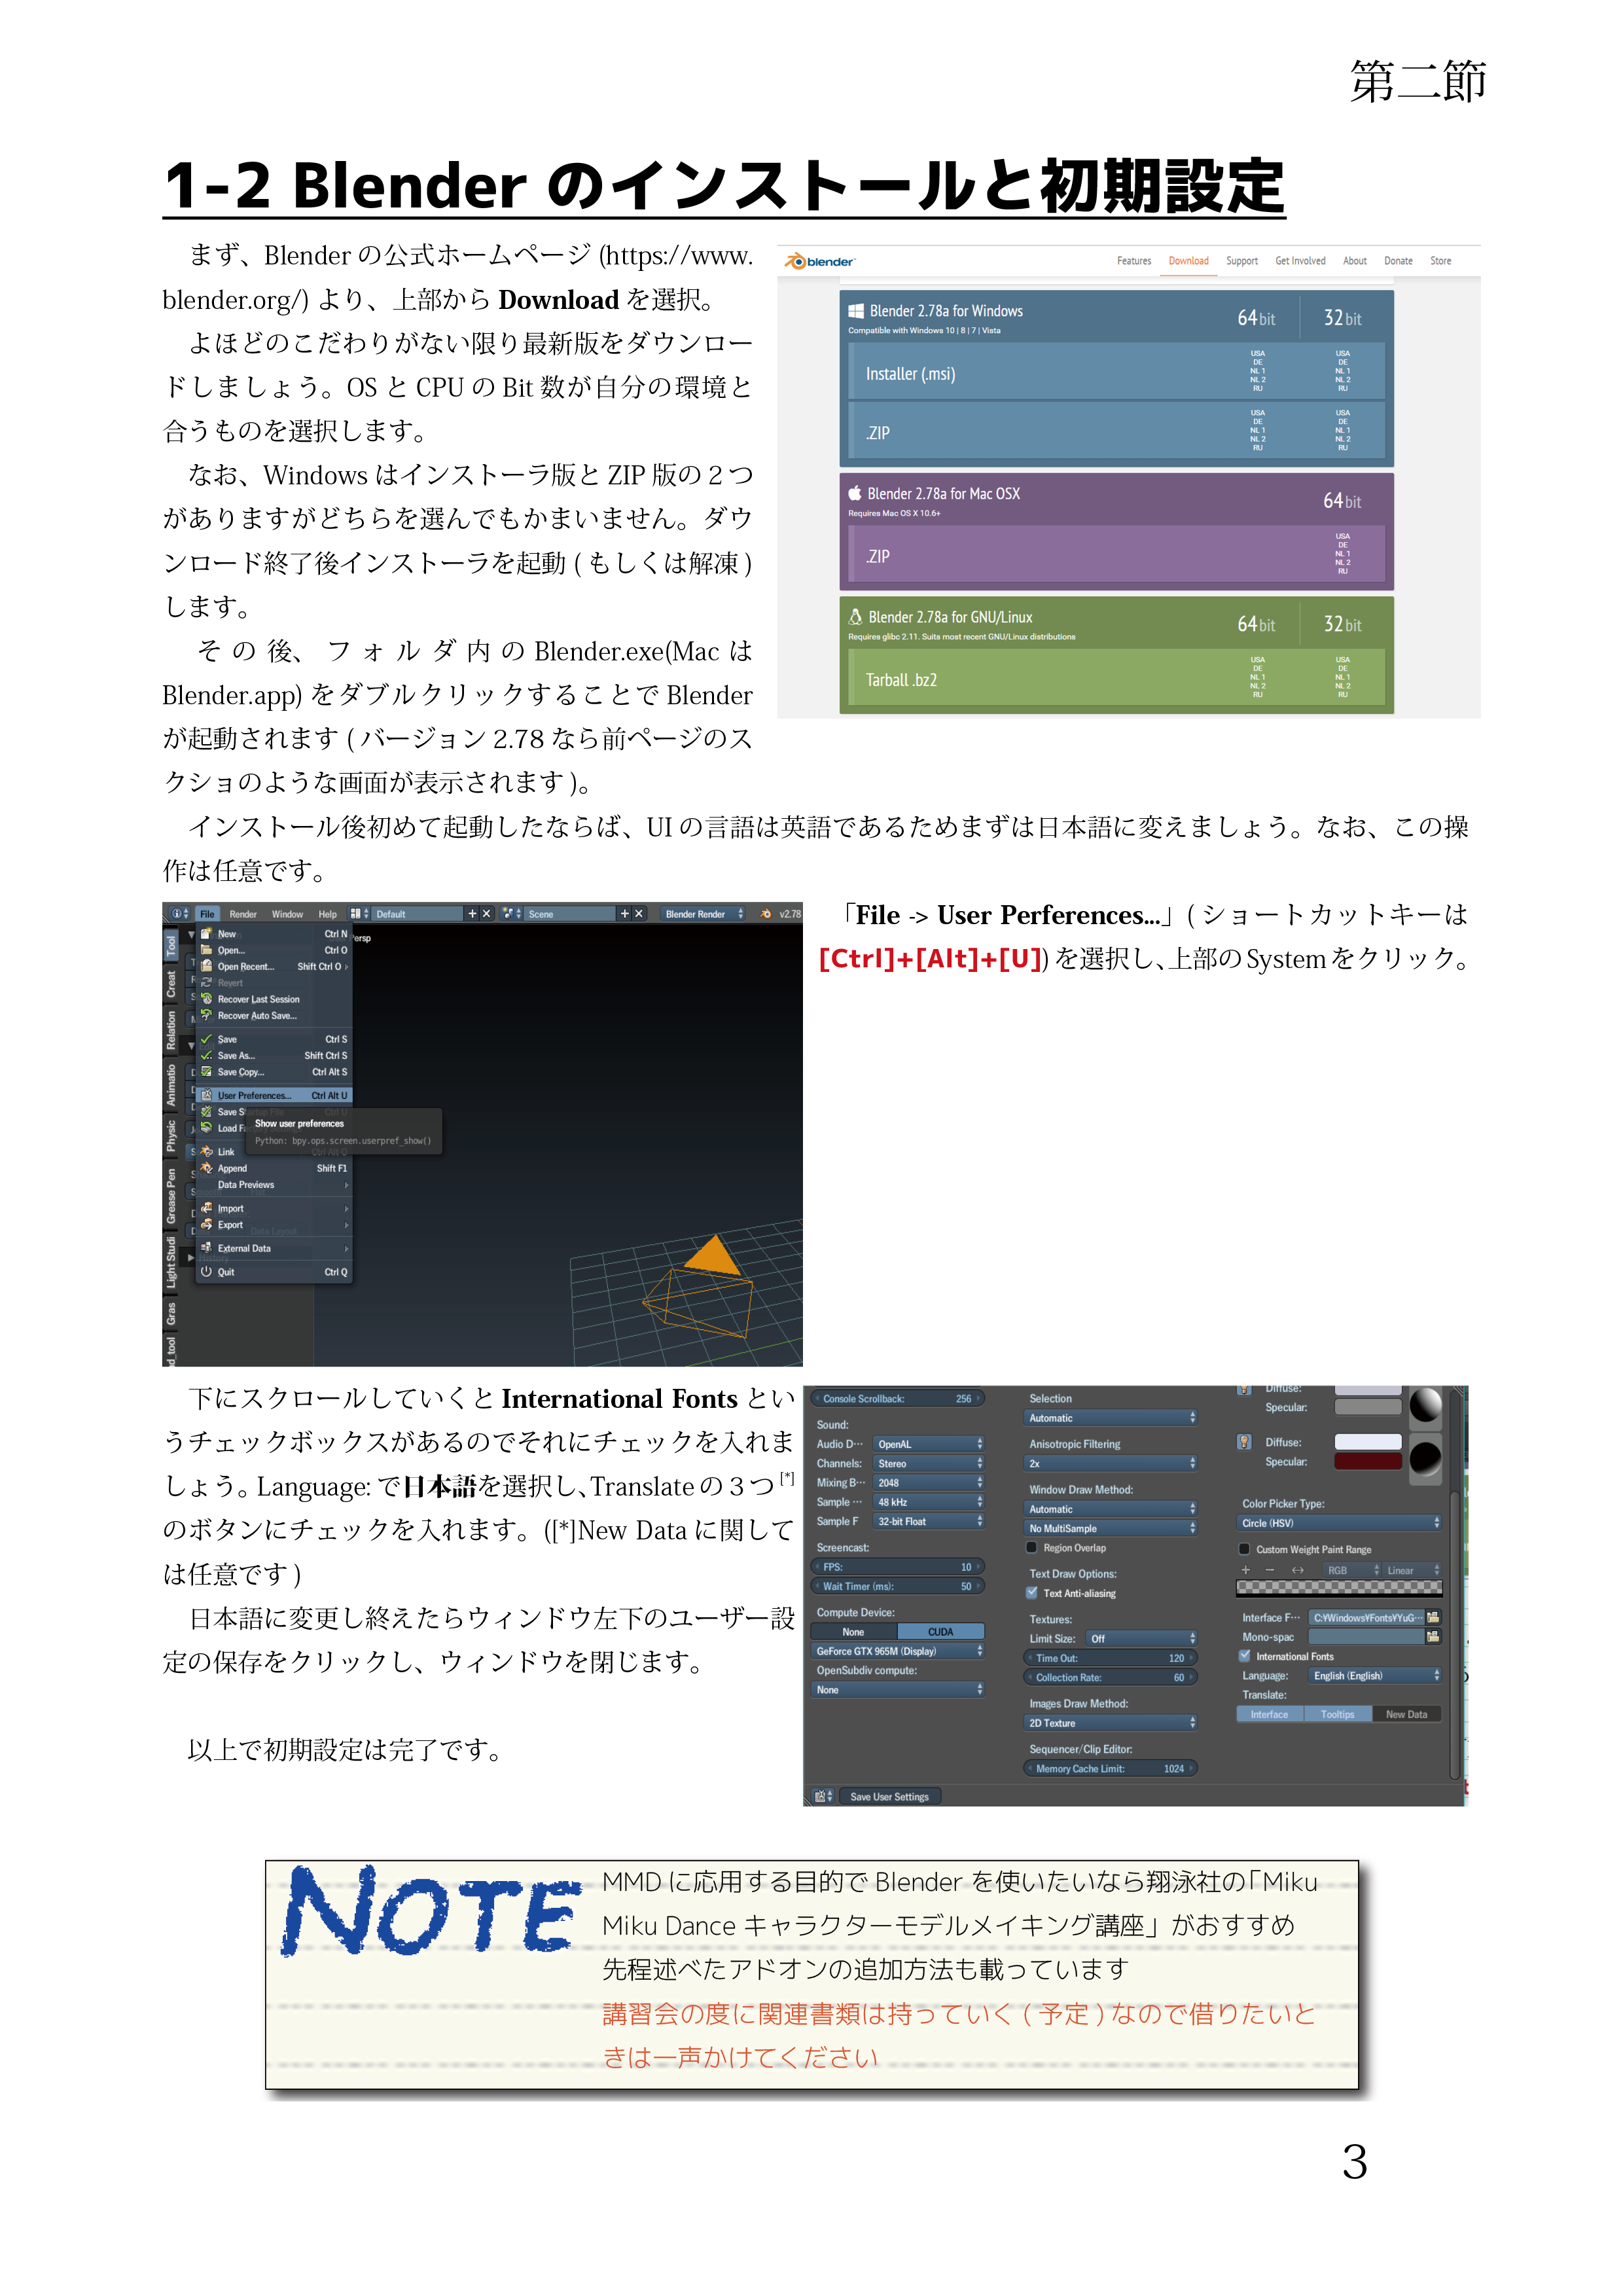 第二節
1-2 Blender のインストールと初期設定
まず、Blender の公式ホームページ (https://www.
blender.org/) より、上部から Download を選択。
よほどのこだわりがない限り最新版をダウンロー
ドしましょう。OS と CPU の Bit 数が自分の環境と
合うものを選択します。
なお、Windows はインストーラ版と ZIP 版の２つ
がありますがどちらを選んでもかまいません。ダウ
ンロード終了後インストーラを起動 ( もしくは解凍 )
します。
その後、フォルダ内の Blender.exe(Mac は
Blender.app) をダブルクリックすることで Blender
が起動されます ( バージョン 2.78 なら前ページのス
クショのような画面が表示されます )。
blender
Features Download Support Get Involved About Donate Store
Blender 2.78a for Windows
Compatible with Windows 10 | 8 | 7 | Vista
64 bit 32 bit
Installer (.msi)
USA USA
DE DE
NL 1 NL 1
NL 2 NL 2
RU RU
.ZIP
USA USA
DE DE
NL 1 NL 1
NL 2 NL 2
RU RU
Blender 2.78a for Mac OSX
Requires Mac OS X 10.6+
64 bit
.ZIP
USA
DE
NL 1
NL 2
RU
Blender 2.78a for GNU/Linux
Requires glibc 2.11. Suits most recent GNU/Linux distributions
64 bit 32 bit
Tarball .bz2
USA USA
DE DE
NL 1 NL 1
NL 2 NL 2
RU RU
インストール後初めて起動したならば、UI の言語は英語であるためまずは日本語に変えましょう。なお、この操
作は任意です。
File Render Window Help Default Scene Blender Render v2.78
Persp
New Ctrl N
Open... Ctrl O
Open Recent... Shift Ctrl O
Revert
Recover Last Session
Recover Auto Save...
Save Ctrl S
Save As... Shift Ctrl S
Save Copy... Ctrl Alt S
User Preferences... Ctrl Alt U
Save S
Load F
Show user preferences
Python: bpy.ops.screen.userpref_show()
Link
Append Shift F1
Data Previews
Import
Export
External Data
Quit Ctrl Q
Tool
Creat
Relation
Animatio
Physic
Grease Pen
Light Studi
Gras
d_tool
「File -> User Perferences...」( ショートカットキーは
[Ctrl]+[Alt]+[U]) を選択し、上部の System をクリック。
下にスクロールしていくと International Fonts とい
うチェックボックスがあるのでそれにチェックを入れま
しょう。Language: で日本語を選択し、Translate の３つ [*]
のボタンにチェックを入れます。([*]New Data に関して
は任意です )
日本語に変更し終えたらウィンドウ左下のユーザー設
定の保存をクリックし、ウィンドウを閉じます。
以上で初期設定は完了です。
Console Scrollback: 256
Sound:
Audio D… OpenAL
Channels: Stereo
Mixing B… 2048
Sample … 48 kHz
Sample F 32-bit Float
Screencast:
FPS: 10
Wait Timer (ms): 50
Compute Device:
None CUDA
GeForce GTX 965M (Display)
OpenSubdiv compute:
None
Selection
Automatic
Anisotropic Filtering
2x
Window Draw Method:
Automatic
No MultiSample
Region Overlap
Text Draw Options:
Text Anti-aliasing
Textures:
Limit Size: Off
Time Out: 120
Collection Rate: 60
Images Draw Method:
2D Texture
Sequencer/Clip Editor:
Memory Cache Limit: 1024
Diffuse:
Specular:
Diffuse:
Specular:
Color Picker Type:
Circle (HSV)
Custom Weight Paint Range
RGB Linear
Interface F… C:¥Windows¥Fonts¥YuG…
Mono-spac
International Fonts
Language: English (English)
Translate:
Interface Tooltips New Data
Save User Settings
NOTE
MMD に応用する目的で Blender を使いたいなら翔泳社の「Miku
Miku Dance キャラクターモデルメイキング講座」がおすすめ
先程述べたアドオンの追加方法も載っています
講習会の度に関連書類は持っていく ( 予定 ) なので借りたいと
きは一声かけてください
3